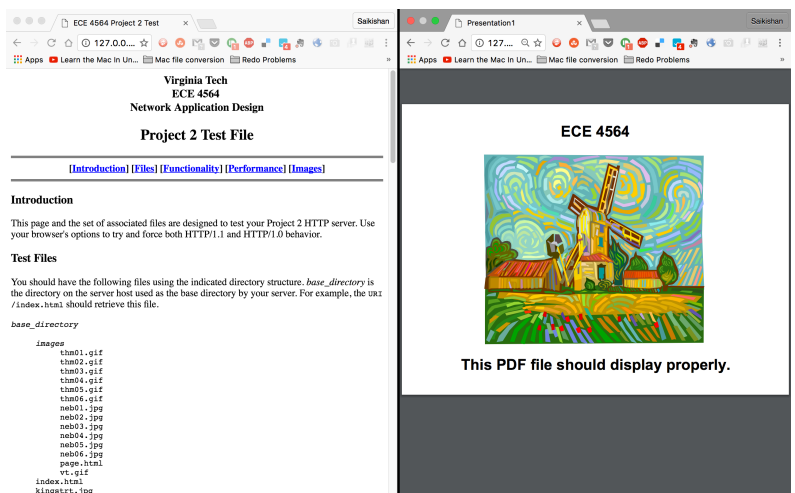 ECE 4564 Project 2 Test
Saikishan
127.0.0....
Apps
Learn the Mac In Un...
Mac file conversion
Redo Problems
»
Virginia Tech
ECE 4564
Network Application Design
Project 2 Test File
[Introduction] [Files] [Functionality] [Performance] [Images]
Introduction
This page and the set of associated files are designed to test your Project 2 HTTP server. Use
your browser's options to try and force both HTTP/1.1 and HTTP/1.0 behavior.
Test Files
You should have the following files using the indicated directory structure. base_directory is
the directory on the server host used as the base directory by your server. For example, the URI
/index.html should retrieve this file.
base_directory
images
thm01.gif
thm02.gif
thm03.gif
thm04.gif
thm05.gif
thm06.gif
neb01.jpg
neb02.jpg
neb03.jpg
neb04.jpg
neb05.jpg
neb06.jpg
page.html
vt.gif
index.html
kingstrt.jpg
Presentation1
Saikishan
127....
Apps
Learn the Mac In Un...
Mac file conversion
Redo Problems
»
ECE 4564
This PDF file should display properly.